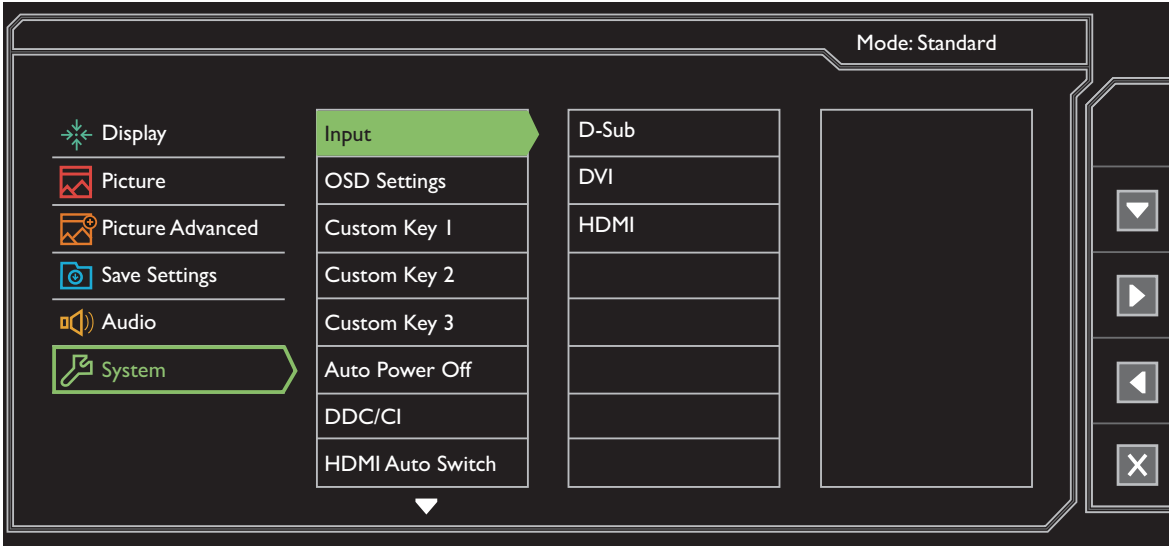 Mode: Standard
Display
Picture
Picture Advanced
Save Settings
Audio
System
Input
OSD Settings
Custom Key 1
Custom Key 2
Custom Key 3
Auto Power Off
DDC/CI
HDMI Auto Switch
D-Sub
DVI
HDMI